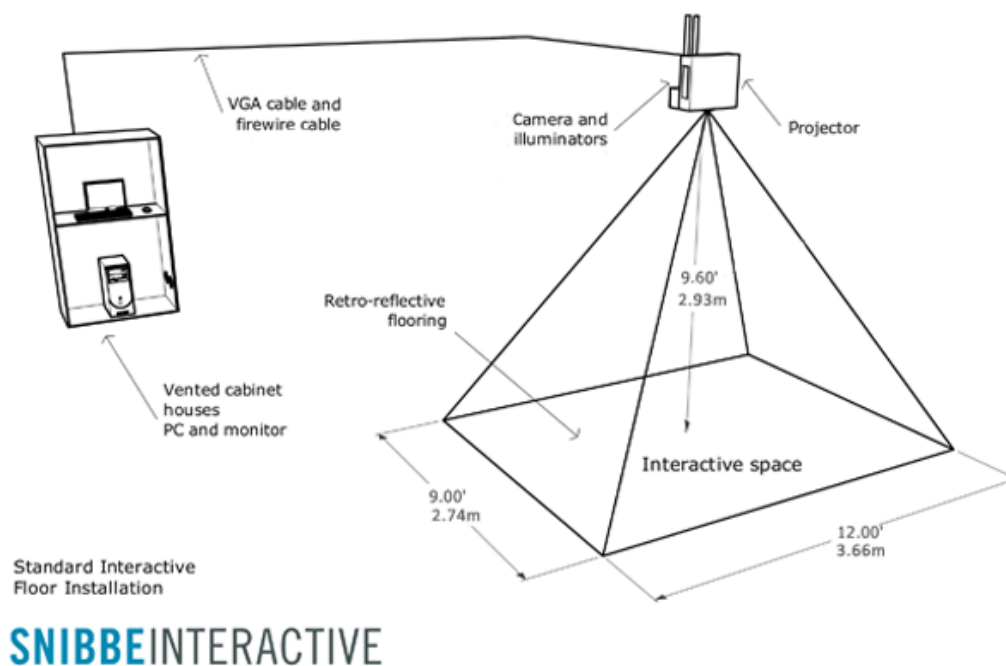 VGA cable and
firewire cable
Camera and
illuminators
Projector
9.60'
2.93m
Retro-reflective
flooring
Vented cabinet
houses
PC and monitor
Interactive space
9.00'
2.74m
12.00'
3.66m
Standard Interactive
Floor Installation
SNIBBEINTERACTIVE